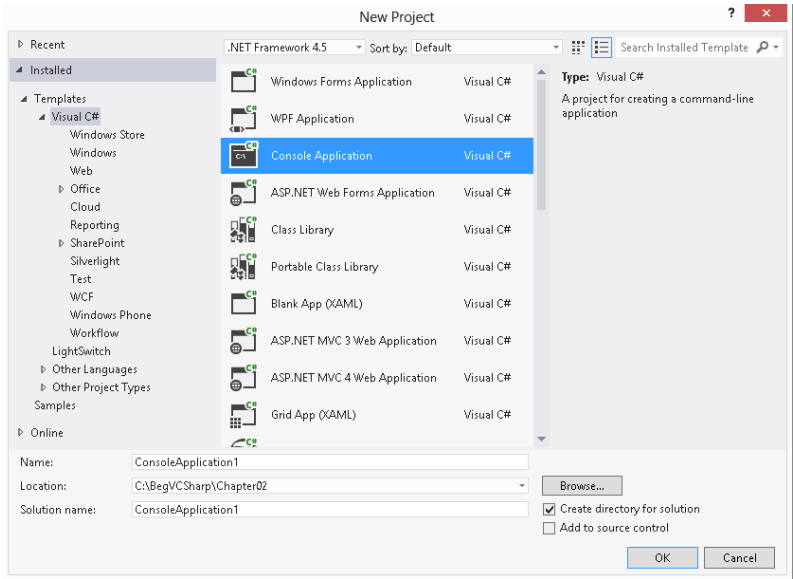 New Project
?
Recent
.NET Framework 4.5
Sort by: Default
Search Installed Template
Installed
Templates
Visual C#
Windows Store
Windows
Web
Office
Cloud
Reporting
SharePoint
Silverlight
Test
WCF
Windows Phone
Workflow
LightSwitch
Other Languages
Other Project Types
Samples
Online
C# Windows Forms Application Visual C#
C# WPF Application Visual C#
C# C:\ Console Application Visual C#
C# ASP.NET Web Forms Application Visual C#
C# Class Library Visual C#
C# Portable Class Library Visual C#
C# Blank App (XAML) Visual C#
C# ASP.NET MVC 3 Web Application Visual C#
C# ASP.NET MVC 4 Web Application Visual C#
C# Grid App (XAML) Visual C#
C#
Type: Visual C#
A project for creating a command-line
application
Name: ConsoleApplication1
Location: C:\BegVCSharp\Chapter02
Browse...
Solution name: ConsoleApplication1
Create directory for solution
Add to source control
OK
Cancel